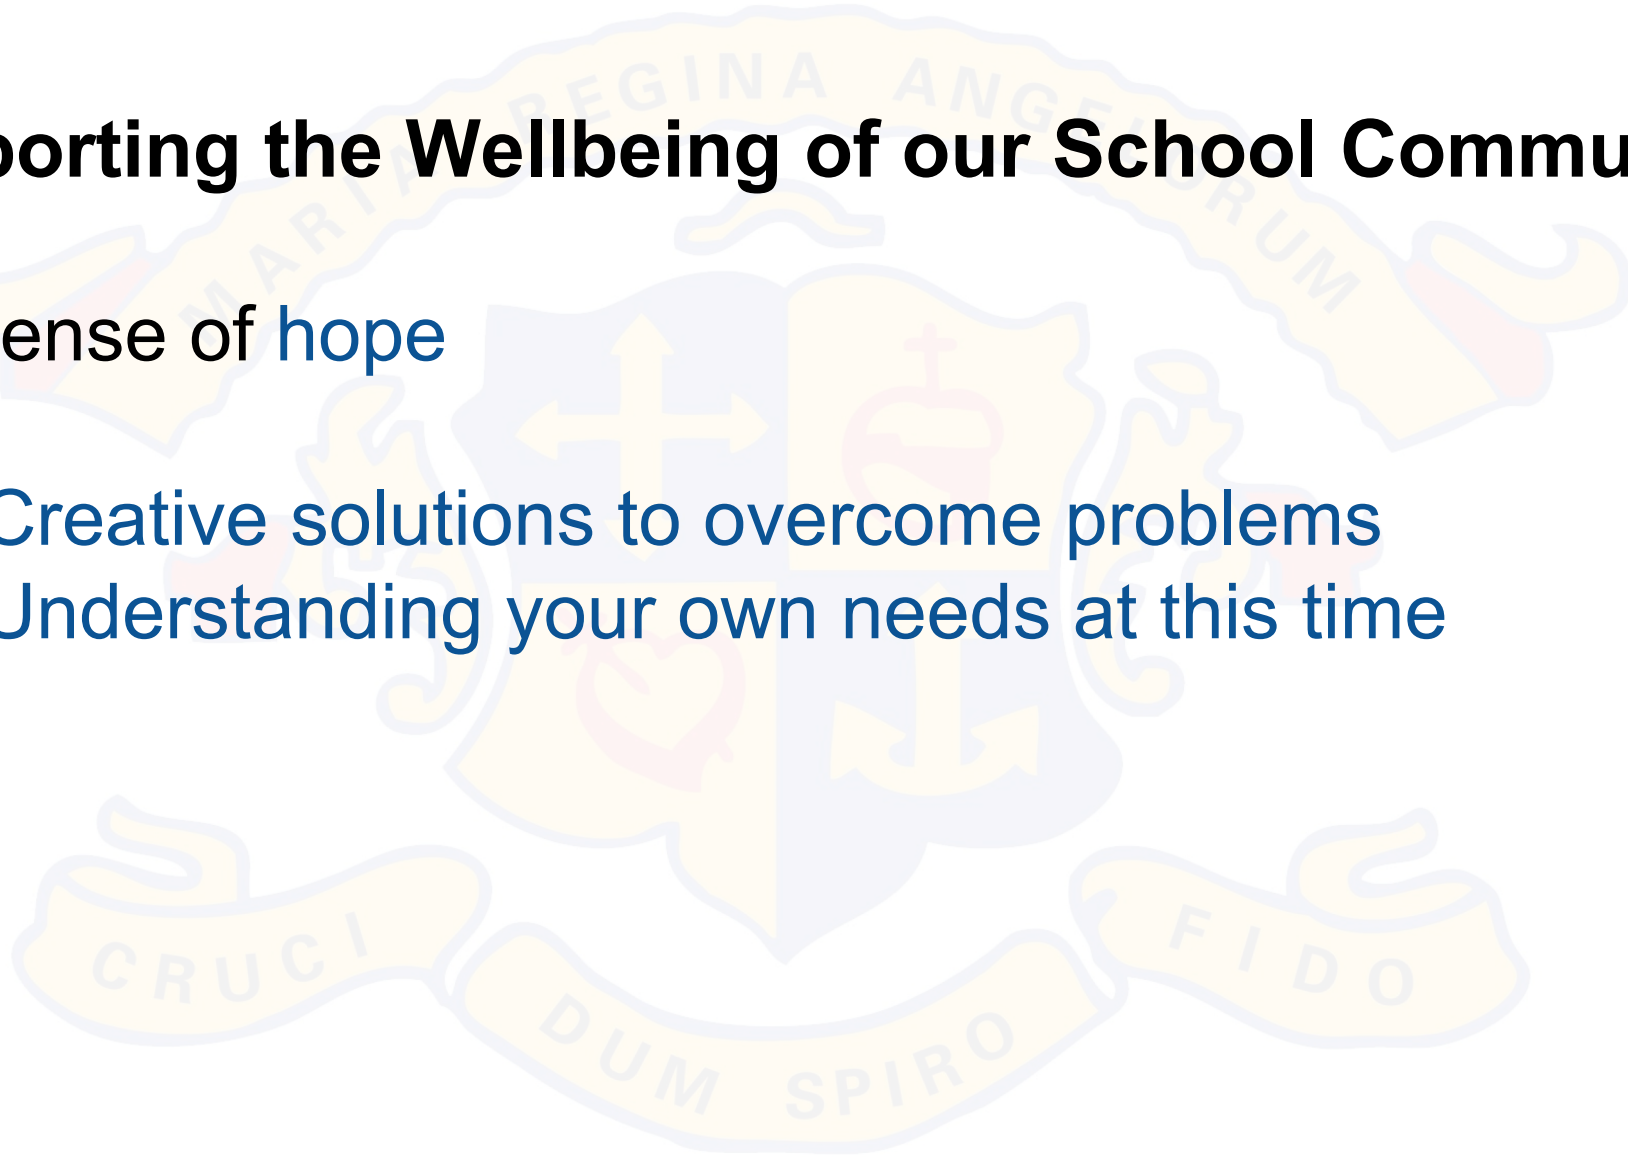 MARIA REGINA ANGELORUM
porting the Wellbeing of our School Commu
ense of hope
Creative solutions to overcome problems
Understanding your own needs at this time
CRUCI DUM SPIRO FIDO